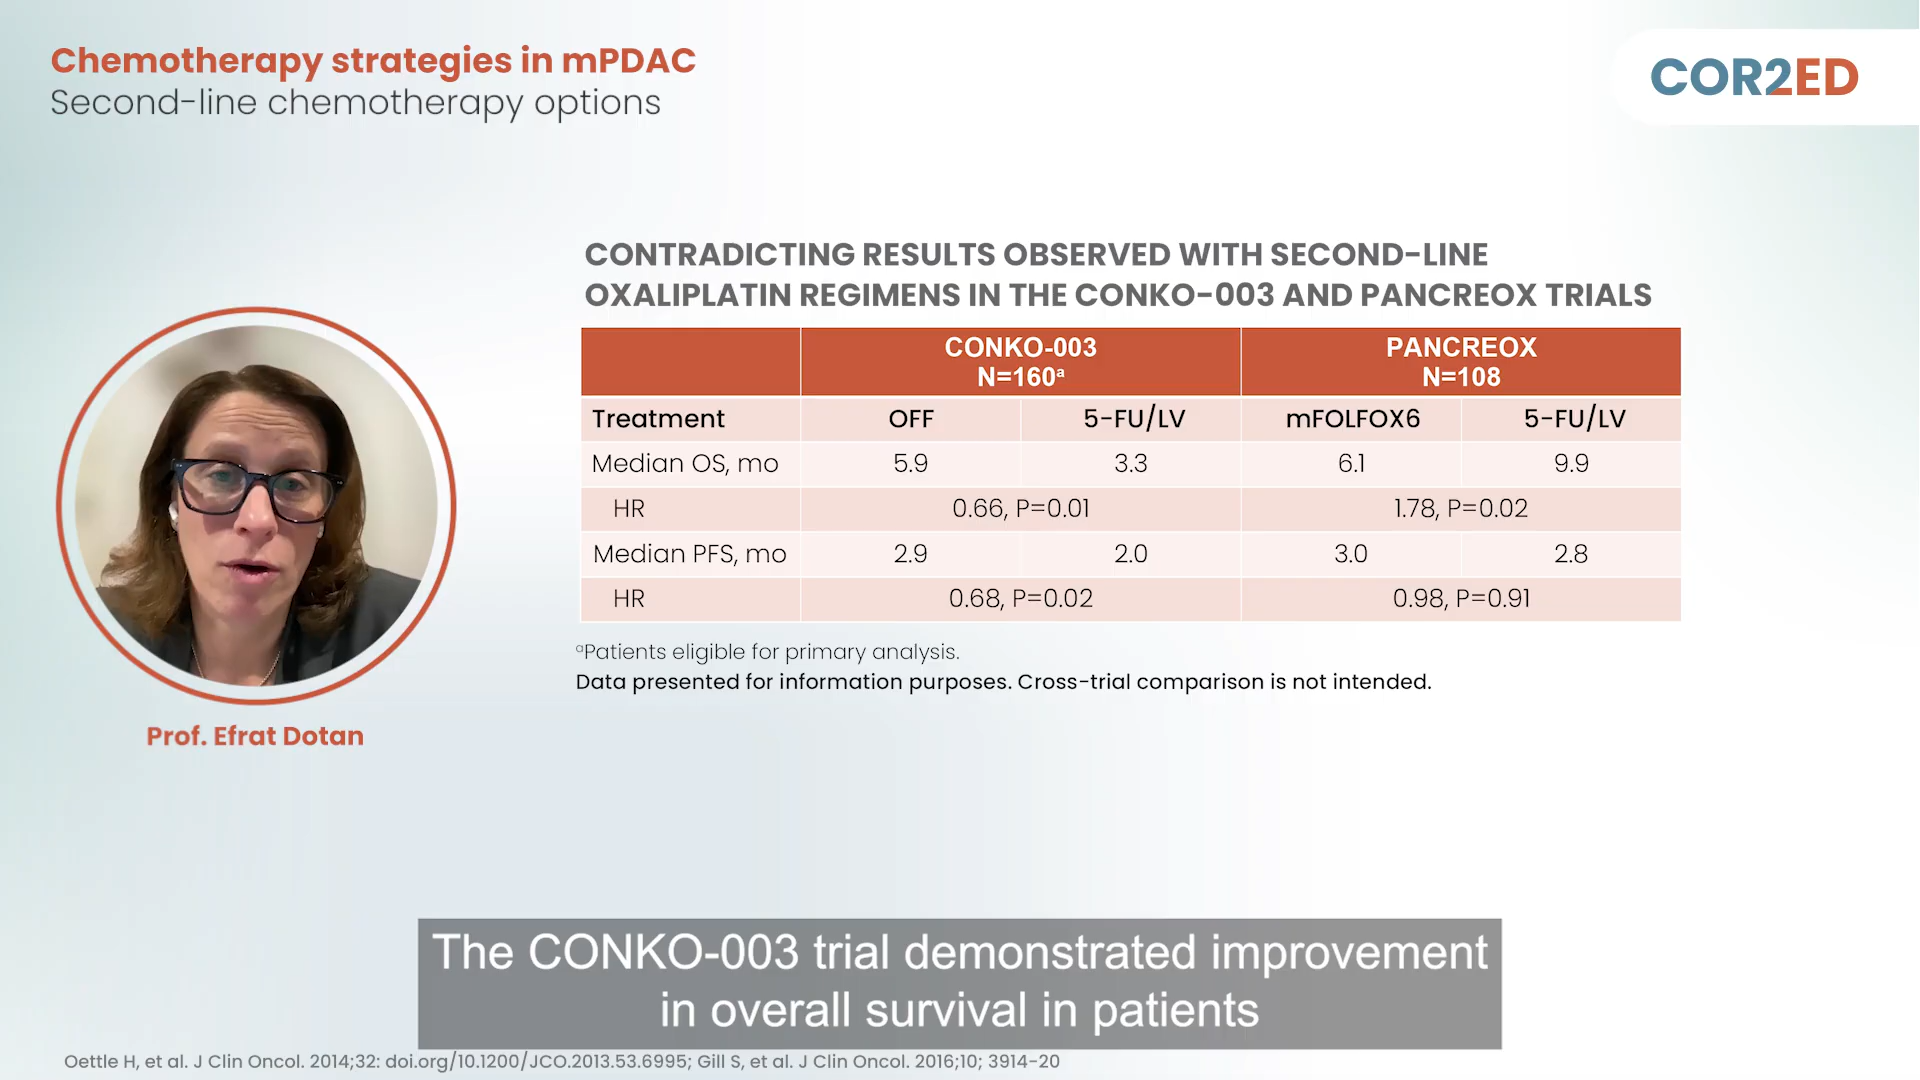 Chemotherapy strategies in mPDAC
Second-line chemotherapy options
COR2ED
CONTRADICTING RESULTS OBSERVED WITH SECOND-LINE
OXALIPLATIN REGIMENS IN THE CONKO-003 AND PANCREOX TRIALS
CONKO-003 PANCREOX
N=160ᵃ N=108
Treatment OFF 5-FU/LV mFOLFOX6 5-FU/LV
Median OS, mo 5.9 3.3 6.1 9.9
HR 0.66, P=0.01 1.78, P=0.02
Median PFS, mo 2.9 2.0 3.0 2.8
HR 0.68, P=0.02 0.98, P=0.91
ᵃPatients eligible for primary analysis.
Data presented for information purposes. Cross-trial comparison is not intended.
Prof. Efrat Dotan
The CONKO-003 trial demonstrated improvement
in overall survival in patients
Oettle H, et al. J Clin Oncol. 2014;32: doi.org/10.1200/JCO.2013.53.6995; Gill S, et al. J Clin Oncol. 2016;10; 3914-20